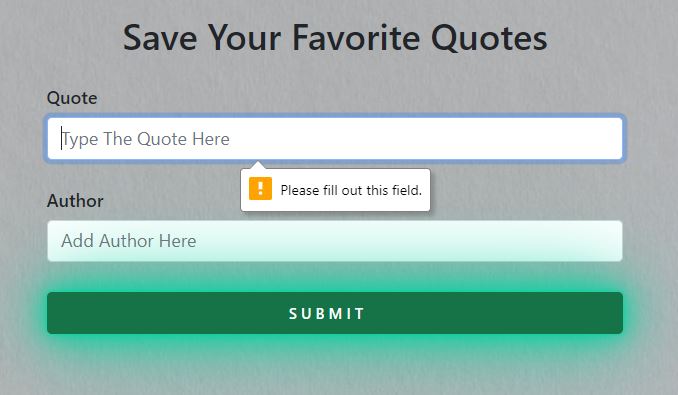 Save Your Favorite Quotes
Quote
Type The Quote Here
Please fill out this field.
Author
Add Author Here
SUBMIT